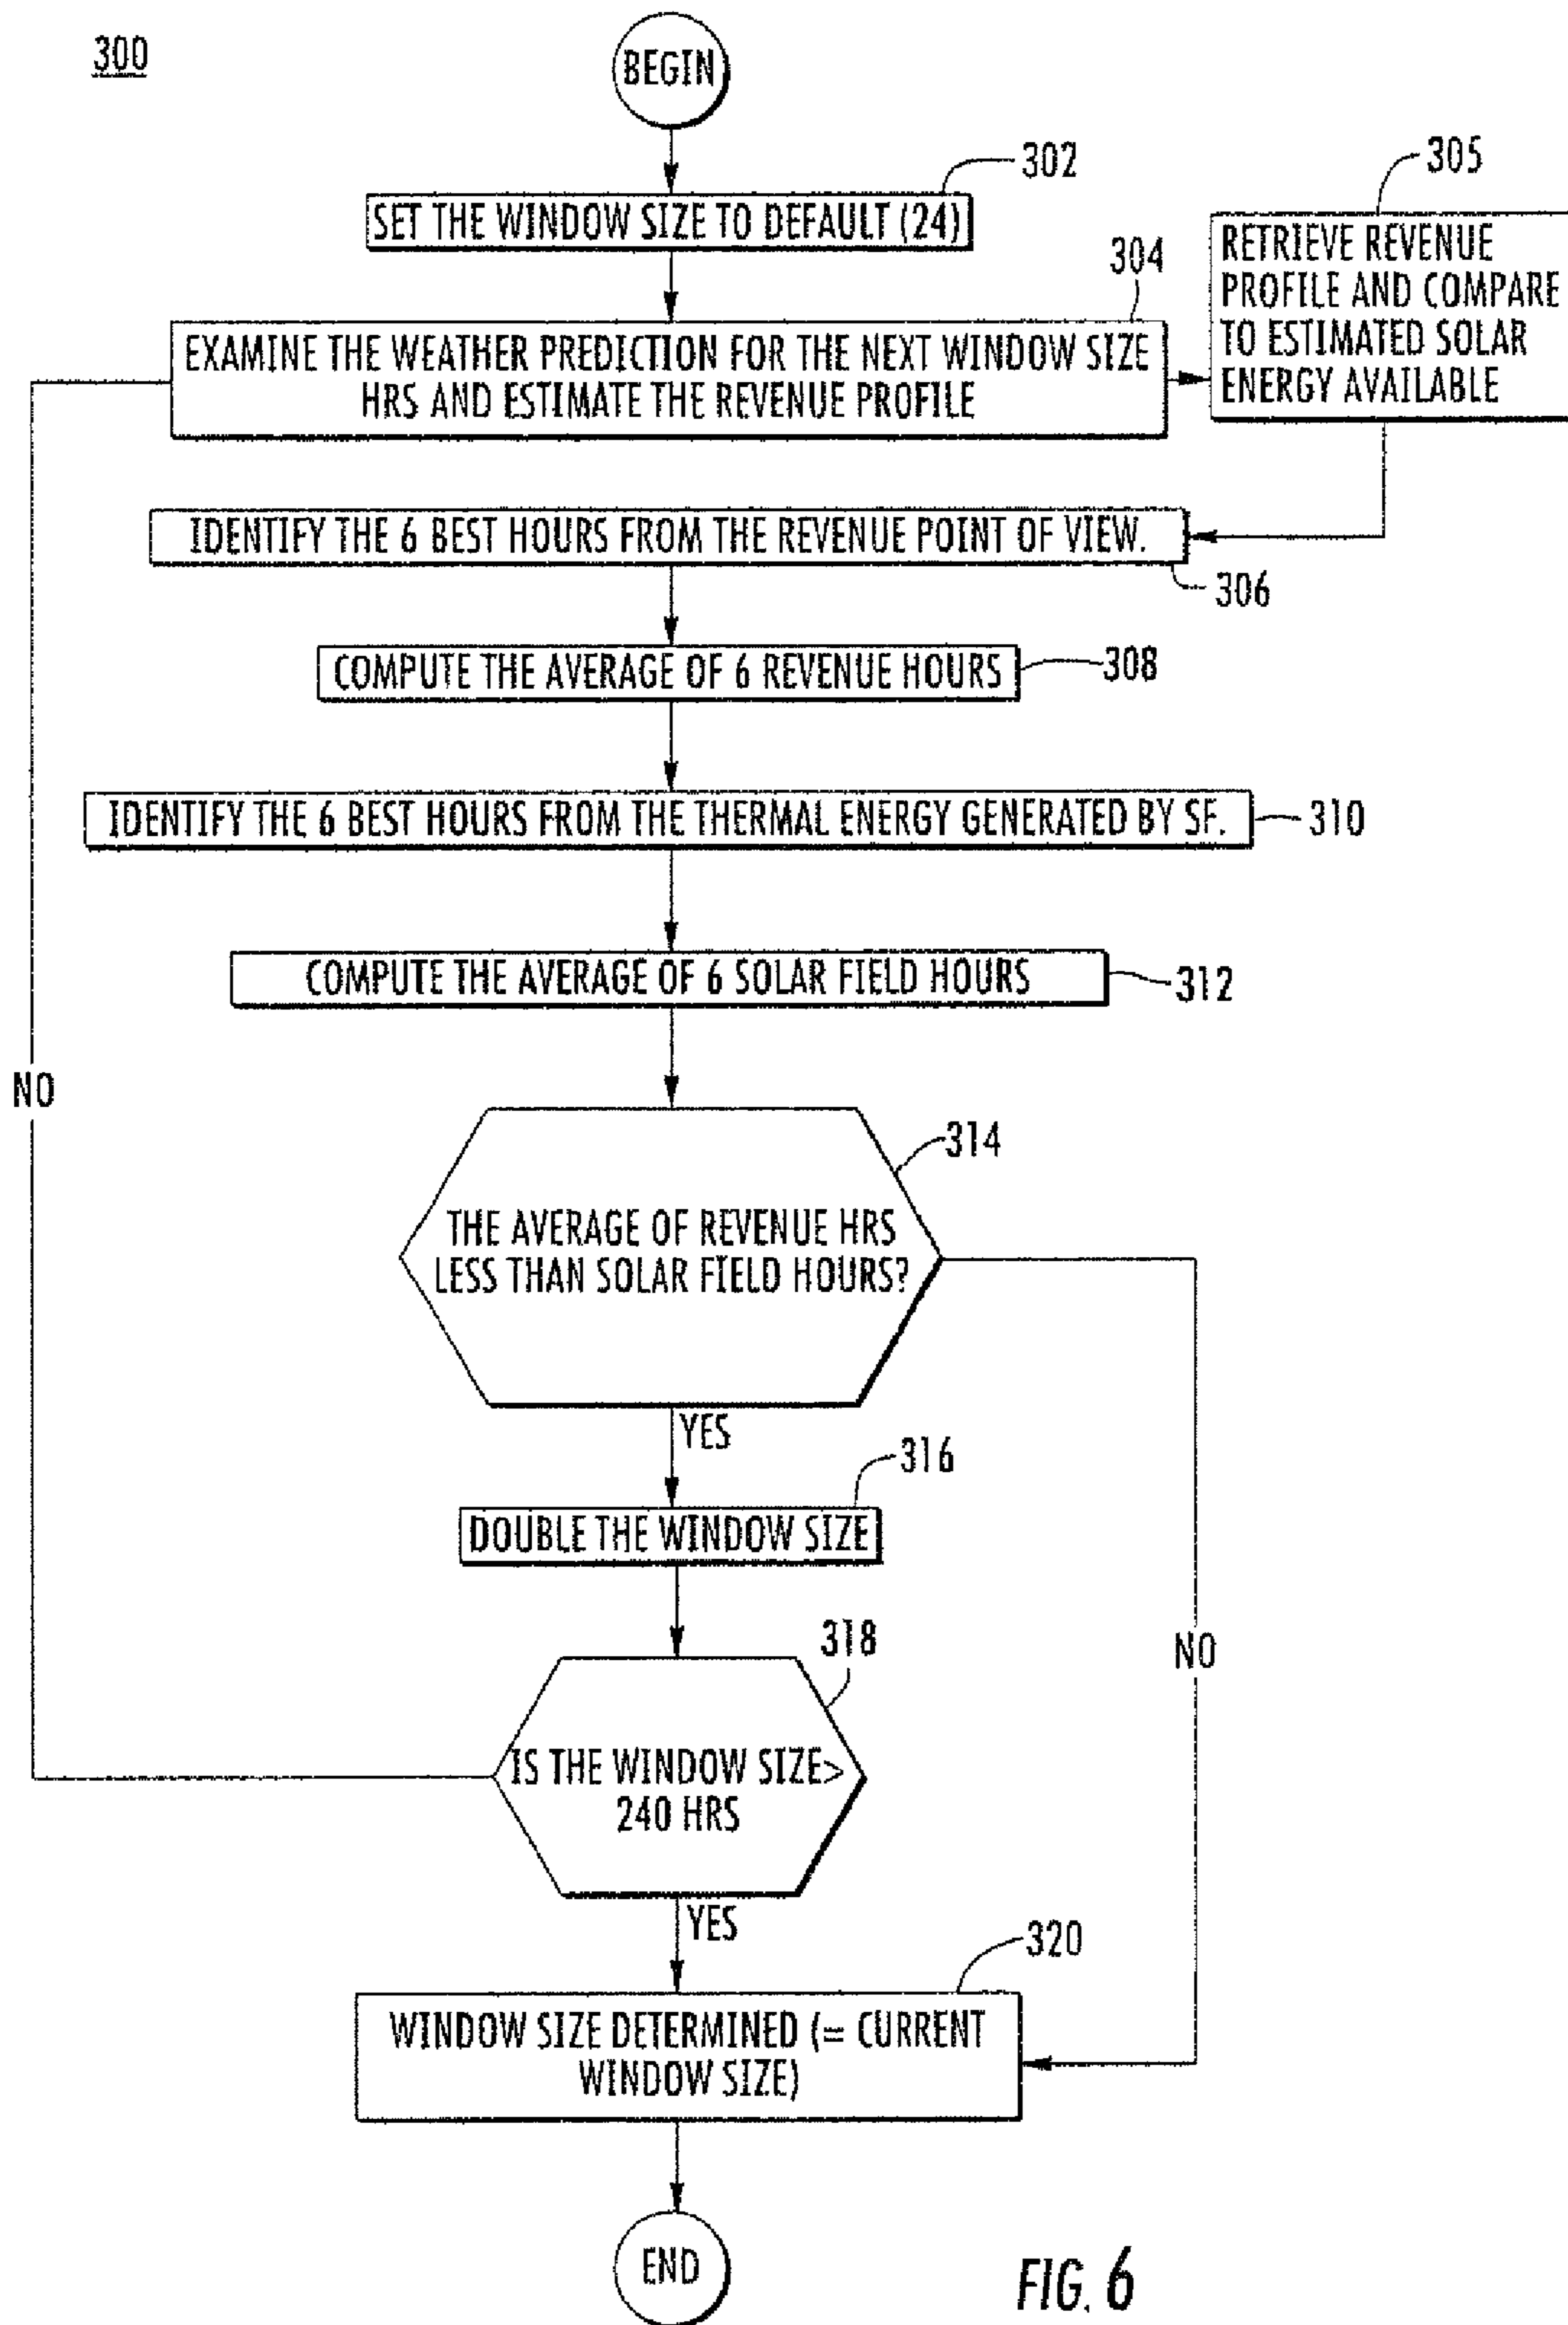 300
BEGIN
302
SET THE WINDOW SIZE TO DEFAULT (24)
304
EXAMINE THE WEATHER PREDICTION FOR THE NEXT WINDOW SIZE
HRS AND ESTIMATE THE REVENUE PROFILE
305
RETRIEVE REVENUE
PROFILE AND COMPARE
TO ESTIMATED SOLAR
ENERGY AVAILABLE
IDENTIFY THE 6 BEST HOURS FROM THE REVENUE POINT OF VIEW.
306
COMPUTE THE AVERAGE OF 6 REVENUE HOURS
308
IDENTIFY THE 6 BEST HOURS FROM THE THERMAL ENERGY GENERATED BY SF.
310
COMPUTE THE AVERAGE OF 6 SOLAR FIELD HOURS
312
NO
314
THE AVERAGE OF REVENUE HRS
LESS THAN SOLAR FIELD HOURS?
YES
316
DOUBLE THE WINDOW SIZE
318
NO
IS THE WINDOW SIZE>
240 HRS
YES
320
WINDOW SIZE DETERMINED (= CURRENT
WINDOW SIZE)
END
FIG. 6